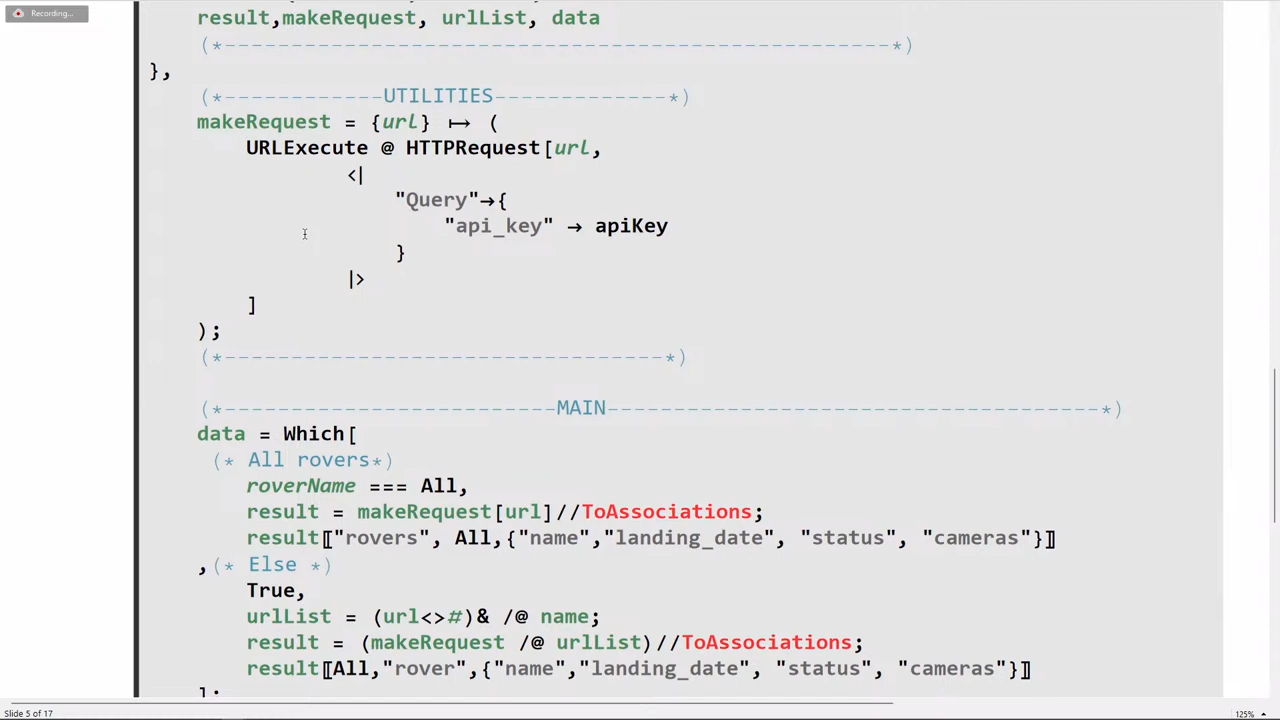 Recording...
result,makeRequest, urlList, data
(*-------------------------------------------------*)
},
(*------------UTILITIES-------------*)
makeRequest = {url} ↦ (
URLExecute @ HTTPRequest[url,
<|
"Query"→{
"api_key" → apiKey
}
|>
]
);
(*--------------------------------*)
(*------------------------MAIN------------------------------------*)
data = Which[
(* All rovers*)
roverName === All,
result = makeRequest[url]//ToAssociations;
result⟦"rovers", All,{"name","landing_date", "status", "cameras"}⟧
,(* Else *)
True,
urlList = (url<>#)& /@ name;
result = (makeRequest /@ urlList)//ToAssociations;
result⟦All,"rover",{"name","landing_date", "status", "cameras"}⟧
];
Slide 5 of 17
125%